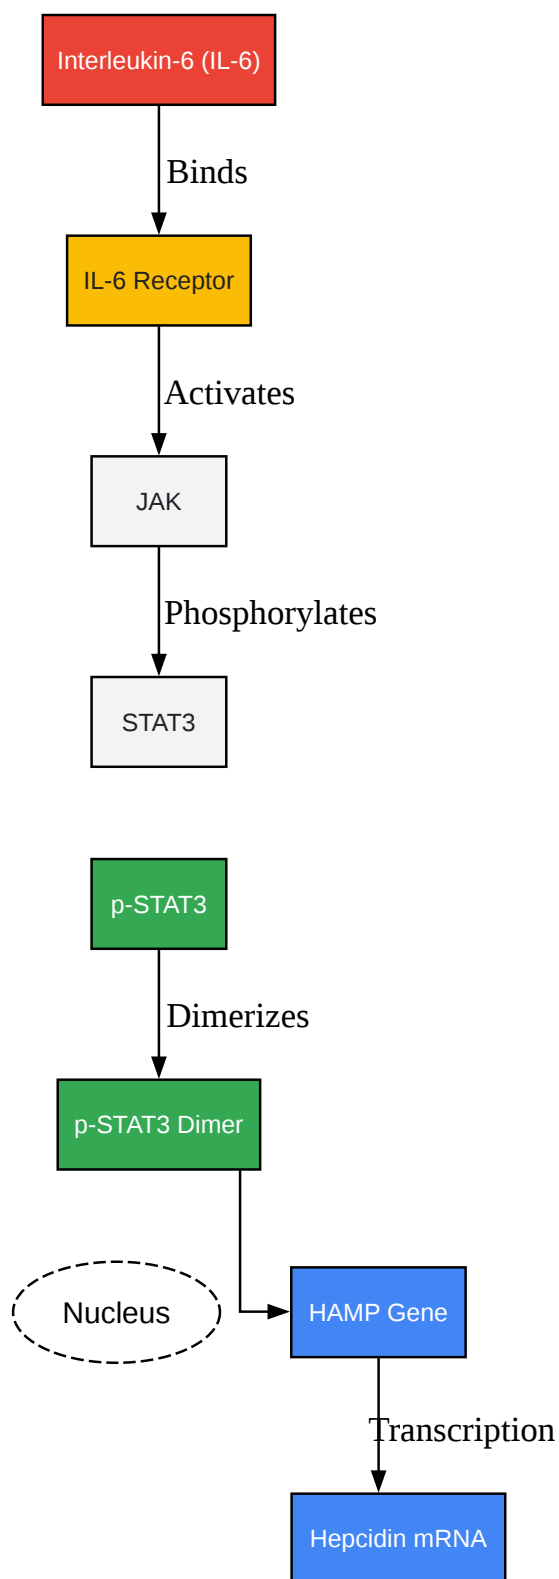 Interleukin-6 (IL-6)
Binds
IL-6 Receptor
Activates
JAK
Phosphorylates
STAT3
p-STAT3
Dimerizes
p-STAT3 Dimer
Nucleus
HAMP Gene
Transcription
Hepcidin mRNA